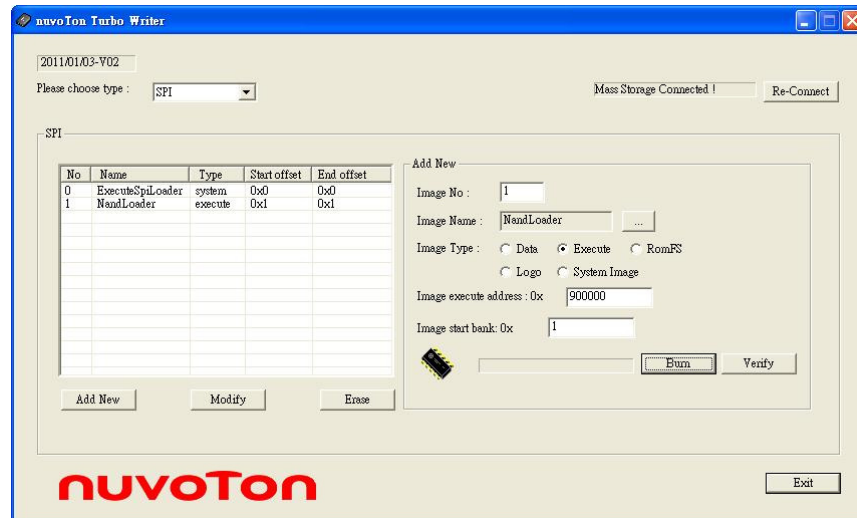 nuvoTon Turbo Writer
2011/01/03-V02
Please choose type : SPI
Mass Storage Connected ! Re-Connect
SPI
Add New
No Name Type Start offset End offset
0 ExecuteSpiLoader system 0x0 0x0
1 NandLoader execute 0x1 0x1
Image No : 1
Image Name : NandLoader ...
Image Type : Data Execute RomFS
Logo System Image
Image execute address : 0x 900000
Image start bank: 0x 1
Burn Verify
Add New Modify Erase
nuvoTon
Exit